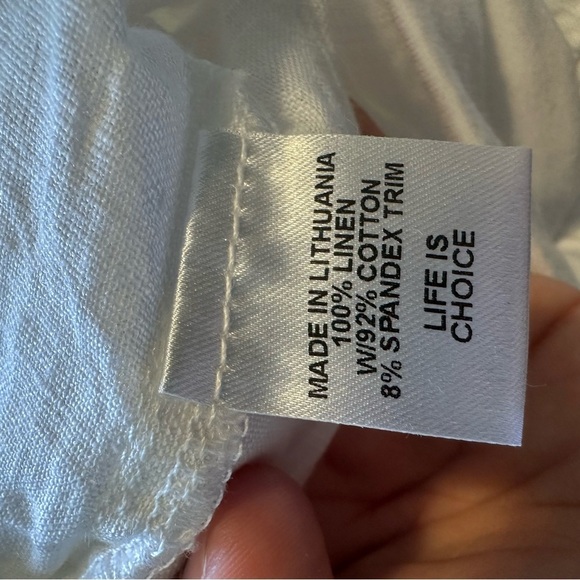 MADE IN LITHUANIA
100% LINEN
W/92% COTTON
8% SPANDEX TRIM
LIFE IS
CHOICE